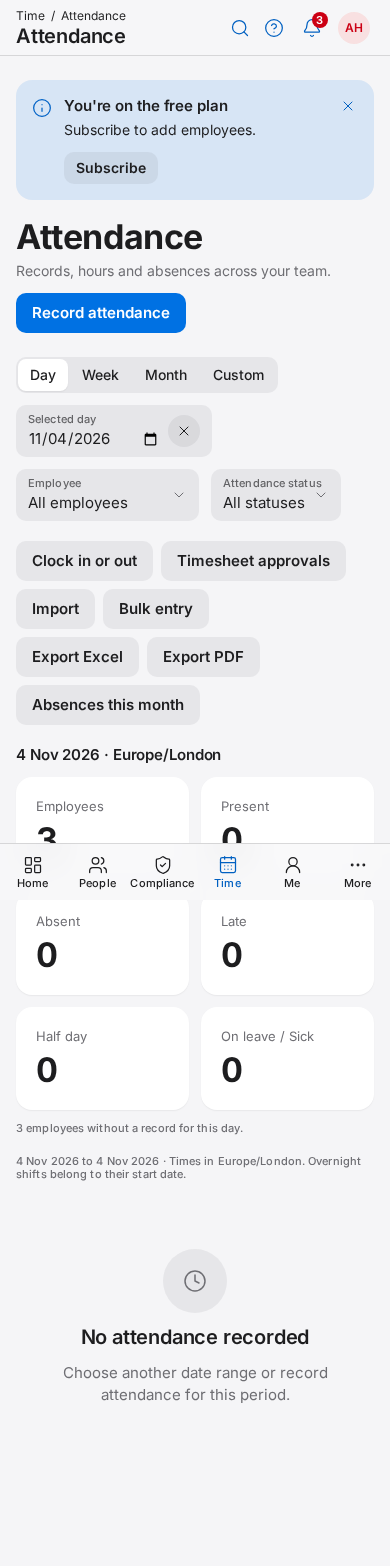 Time / Attendance
Attendance
3
AH
You're on the free plan
Subscribe to add employees.
Subscribe
Attendance
Records, hours and absences across your team.
Record attendance
Day Week Month Custom
Selected day
11/04/2026
Employee
All employees
Attendance status
All statuses
Clock in or out Timesheet approvals
Import Bulk entry
Export Excel Export PDF
Absences this month
4 Nov 2026 · Europe/London
Employees Present
3 0
Home People Compliance Time Me More
Absent Late
0 0
Half day On leave / Sick
0 0
3 employees without a record for this day.
4 Nov 2026 to 4 Nov 2026 · Times in Europe/London. Overnight
shifts belong to their start date.
No attendance recorded
Choose another date range or record
attendance for this period.